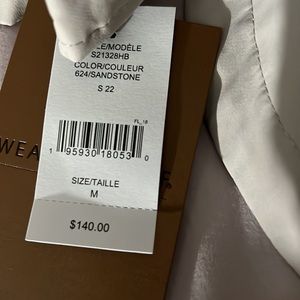 LE/MODÈLE
S21328HB
COLOR/COULEUR
624/SANDSTONE
S 22
FL_18
1 95930 18053 0
SIZE/TAILLE
M
$140.00
WEA
E